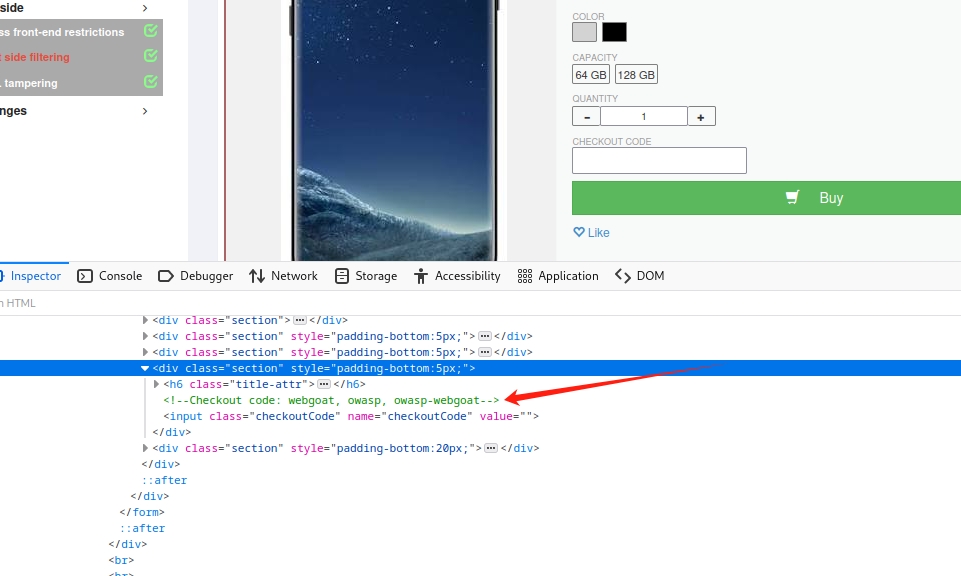 side
ss front-end restrictions
t side filtering
tampering
nges
COLOR
CAPACITY
64 GB 128 GB
QUANTITY
- 1 +
CHECKOUT CODE
Buy
Like
Inspector Console Debugger Network Storage Accessibility Application DOM
HTML
<div class="section">⋯</div>
<div class="section" style="padding-bottom:5px;">⋯</div>
<div class="section" style="padding-bottom:5px;">⋯</div>
<div class="section" style="padding-bottom:5px;">
<h6 class="title-attr">⋯</h6>
<!--Checkout code: webgoat, owasp, owasp-webgoat-->
<input class="checkoutCode" name="checkoutCode" value="">
</div>
<div class="section" style="padding-bottom:20px;">⋯</div>
</div>
::after
</div>
</form>
::after
</div>
<br>